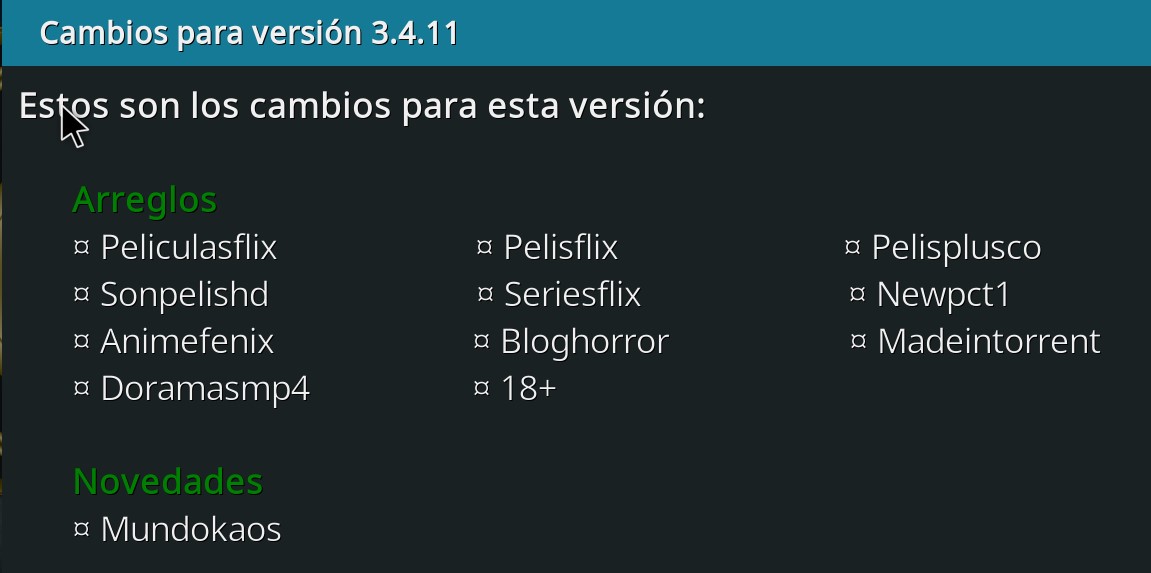 Cambios para versión 3.4.11
Estos son los cambios para esta versión:
Arreglos
¤ Peliculasflix ¤ Pelisflix ¤ Pelisplusco
¤ Sonpelishd ¤ Seriesflix ¤ Newpct1
¤ Animefenix ¤ Bloghorror ¤ Madeintorrent
¤ Doramasmp4 ¤ 18+
Novedades
¤ Mundokaos